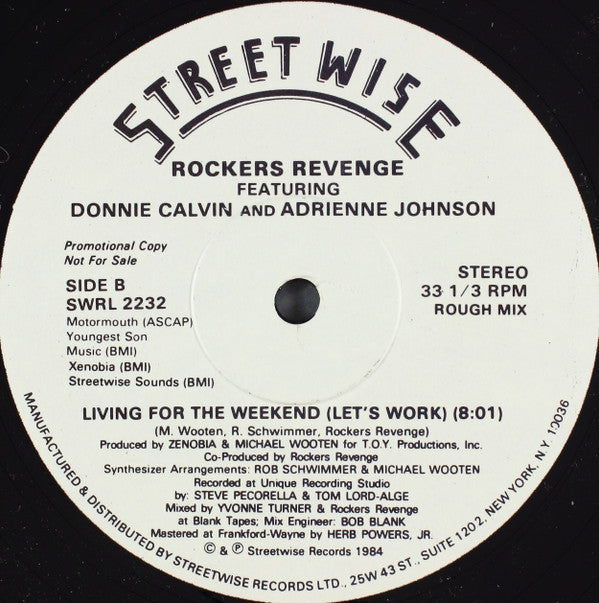 STREETWISE
ROCKERS REVENGE
FEATURING
DONNIE CALVIN AND ADRIENNE JOHNSON
Promotional Copy
Not For Sale
SIDE B
SWRL 2232
Motormouth (ASCAP)
Youngest Son
Music (BMI)
Xenobia (BMI)
Streetwise Sounds (BMI)
STEREO
33 1/3 RPM
ROUGH MIX
LIVING FOR THE WEEKEND (LET'S WORK) (8:01)
(M. Wooten, R. Schwimmer, Rockers Revenge)
Produced by ZENOBIA & MICHAEL WOOTEN for T.O.Y. Productions, Inc.
Co-Produced by Rockers Revenge
Synthesizer Arrangements: ROB SCHWIMMER & MICHAEL WOOTEN
Recorded at Unique Recording Studio
by: STEVE PECORELLA & TOM LORD-ALGE
Mixed by YVONNE TURNER & Rockers Revenge
at Blank Tapes; Mix Engineer: BOB BLANK
Mastered at Frankford-Wayne by HERB POWERS, JR.
© & ℗ Streetwise Records 1984
MANUFACTURED & DISTRIBUTED BY STREETWISE RECORDS LTD., 25W 43 ST., SUITE 1202, NEW YORK, N.Y. 10036